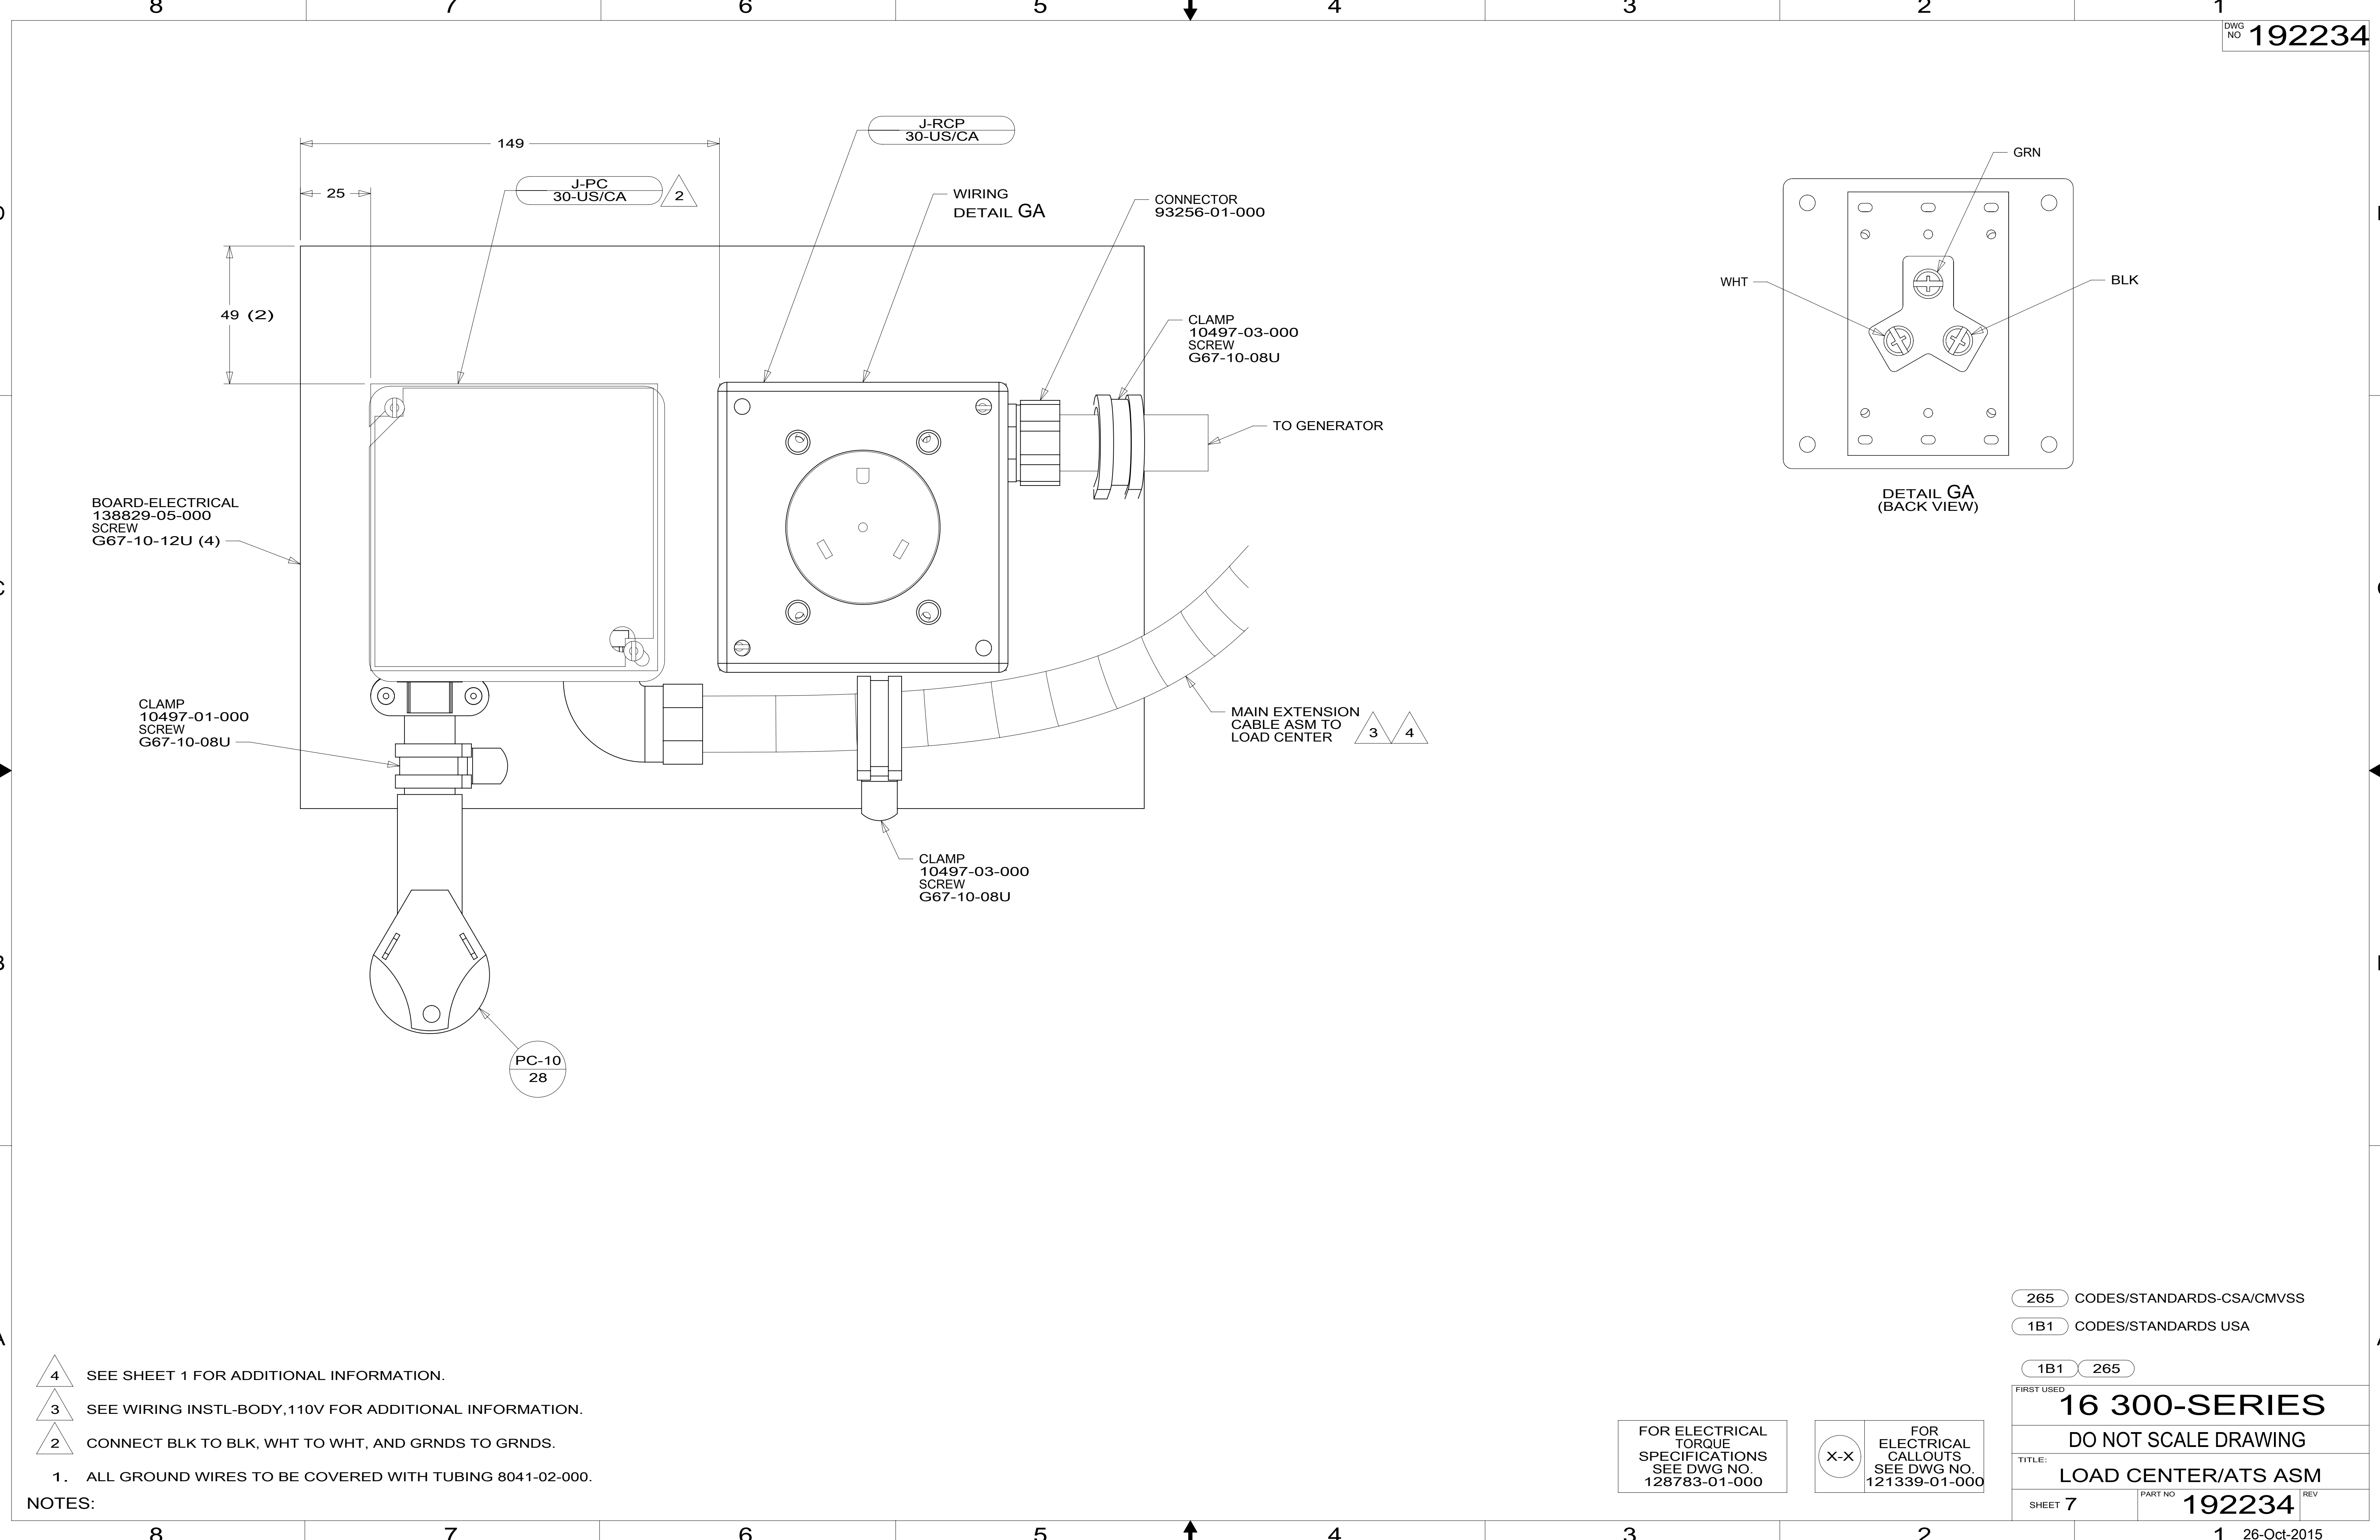 8 7 6 5 4 3 2 1
DWG
NO
192234
149
25
49 (2)
J-PC
30-US/CA
2
J-RCP
30-US/CA
WIRING
DETAIL GA
CONNECTOR
93256-01-000
CLAMP
10497-03-000
SCREW
G67-10-08U
TO GENERATOR
GRN
WHT
BLK
DETAIL GA
(BACK VIEW)
BOARD-ELECTRICAL
138829-05-000
SCREW
G67-10-12U (4)
CLAMP
10497-01-000
SCREW
G67-10-08U
MAIN EXTENSION
CABLE ASM TO
LOAD CENTER
3 4
CLAMP
10497-03-000
SCREW
G67-10-08U
PC-10
28
265 CODES/STANDARDS-CSA/CMVSS
1B1 CODES/STANDARDS USA
1B1 265
4 SEE SHEET 1 FOR ADDITIONAL INFORMATION.
3 SEE WIRING INSTL-BODY,110V FOR ADDITIONAL INFORMATION.
2 CONNECT BLK TO BLK, WHT TO WHT, AND GRNDS TO GRNDS.
1. ALL GROUND WIRES TO BE COVERED WITH TUBING 8041-02-000.
NOTES:
FOR ELECTRICAL
TORQUE
SPECIFICATIONS
SEE DWG NO.
128783-01-000
X-X
FOR
ELECTRICAL
CALLOUTS
SEE DWG NO.
121339-01-000
FIRST USED
16 300-SERIES
DO NOT SCALE DRAWING
TITLE:
LOAD CENTER/ATS ASM
SHEET 7
PART NO
192234
REV
8 7 6 5 4 3 2 1
26-Oct-2015